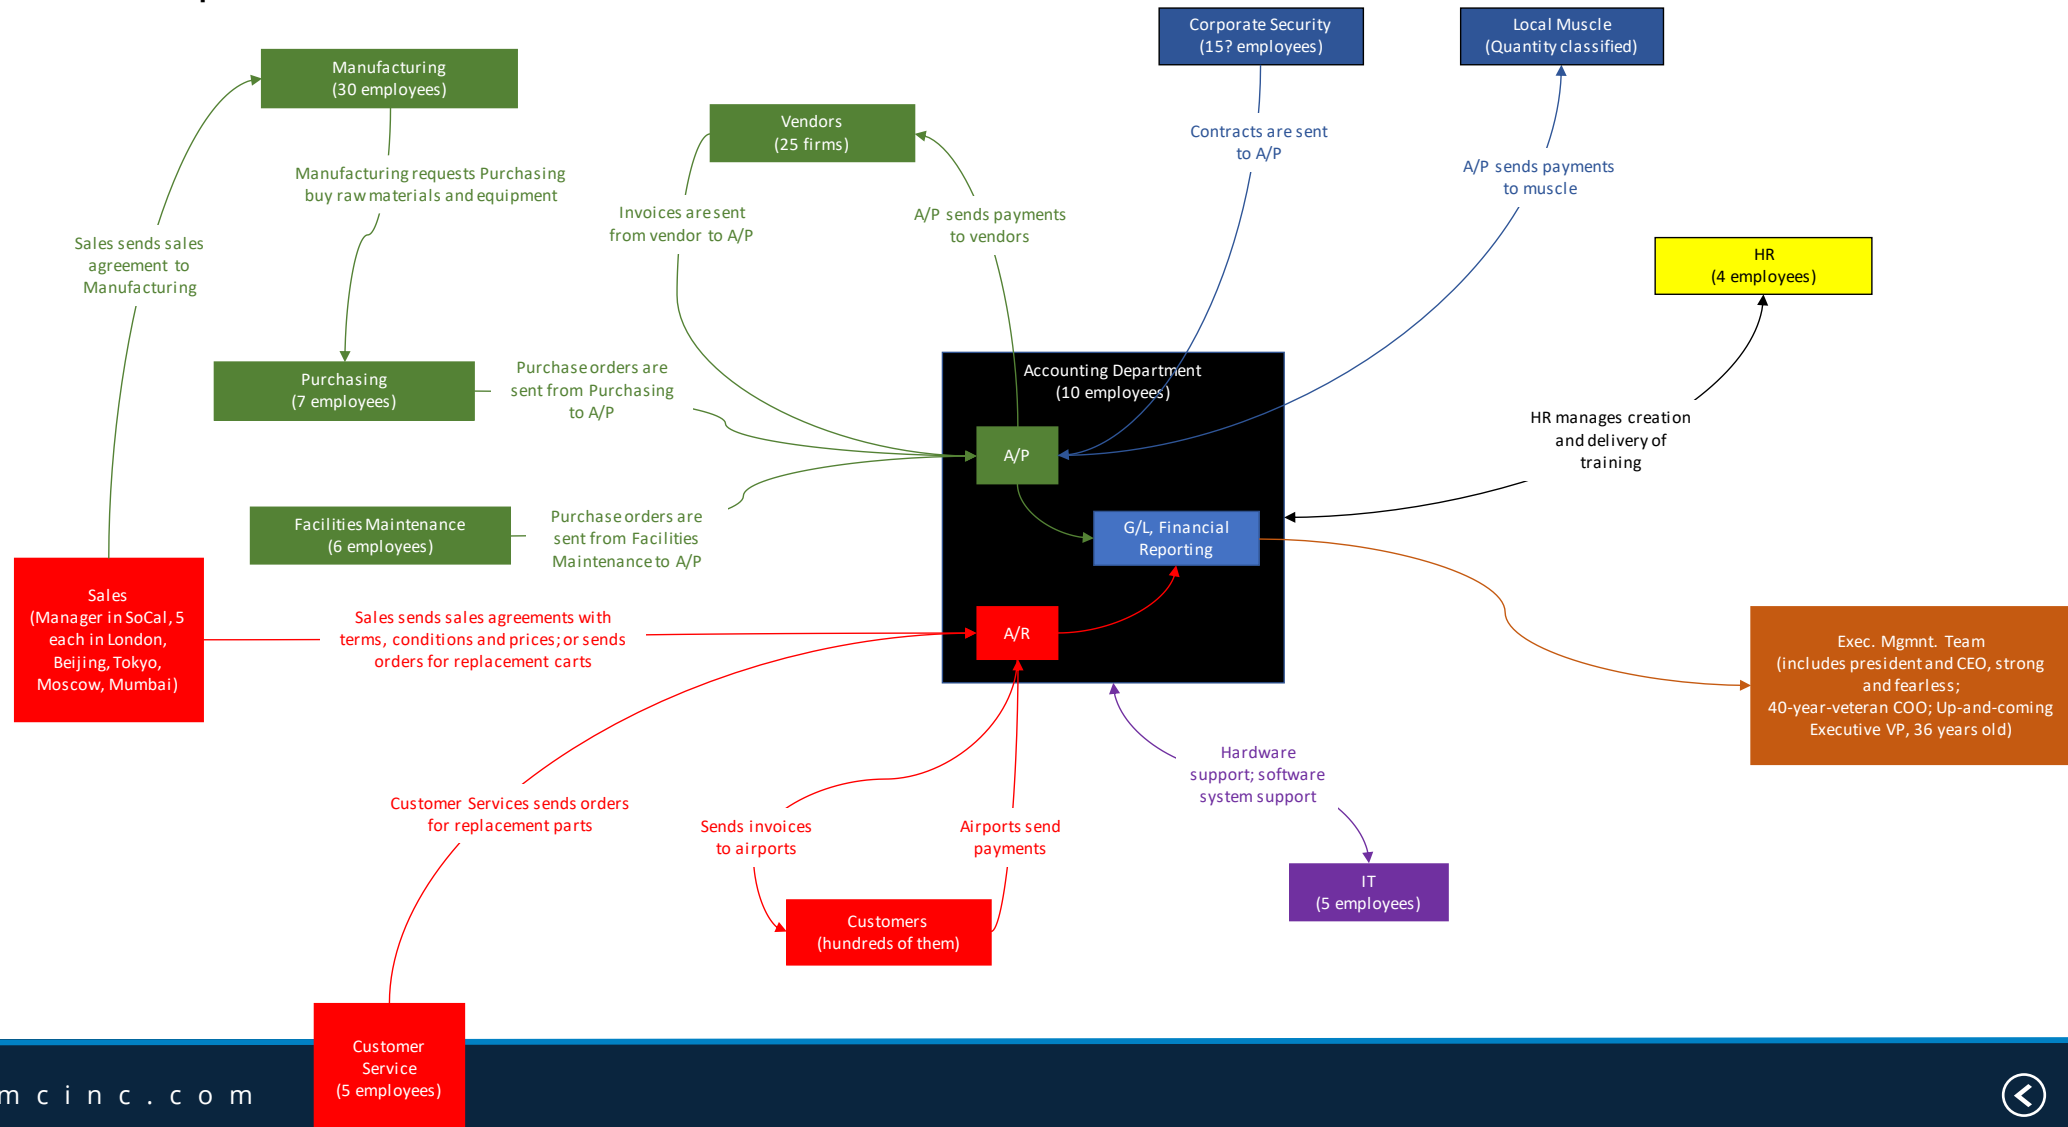 Corporate Security
(15? employees)
Local Muscle
(Quantity classified)
Manufacturing
(30 employees)
Vendors
(25 firms)
Contracts are sent
to A/P
A/P sends payments
to muscle
Manufacturing requests Purchasing
buy raw materials and equipment
Invoices are sent
from vendor to A/P
A/P sends payments
to vendors
Sales sends sales
agreement to
Manufacturing
HR
(4 employees)
Purchasing
(7 employees)
Purchase orders are
sent from Purchasing
to A/P
Accounting Department
(10 employees)
HR manages creation
and delivery of
training
A/P
Facilities Maintenance
(6 employees)
Purchase orders are
sent from Facilities
Maintenance to A/P
G/L, Financial
Reporting
Sales
(Manager in SoCal, 5
each in London,
Beijing, Tokyo,
Moscow, Mumbai)
Sales sends sales agreements with
terms, conditions and prices; or sends
orders for replacement carts
A/R
Exec. Mgmnt. Team
(includes president and CEO, strong
and fearless;
40-year-veteran COO; Up-and-coming
Executive VP, 36 years old)
Hardware
support; software
system support
Customer Services sends orders
for replacement parts
Sends invoices
to airports
Airports send
payments
IT
(5 employees)
Customers
(hundreds of them)
Customer
Service
(5 employees)
mcinc.com